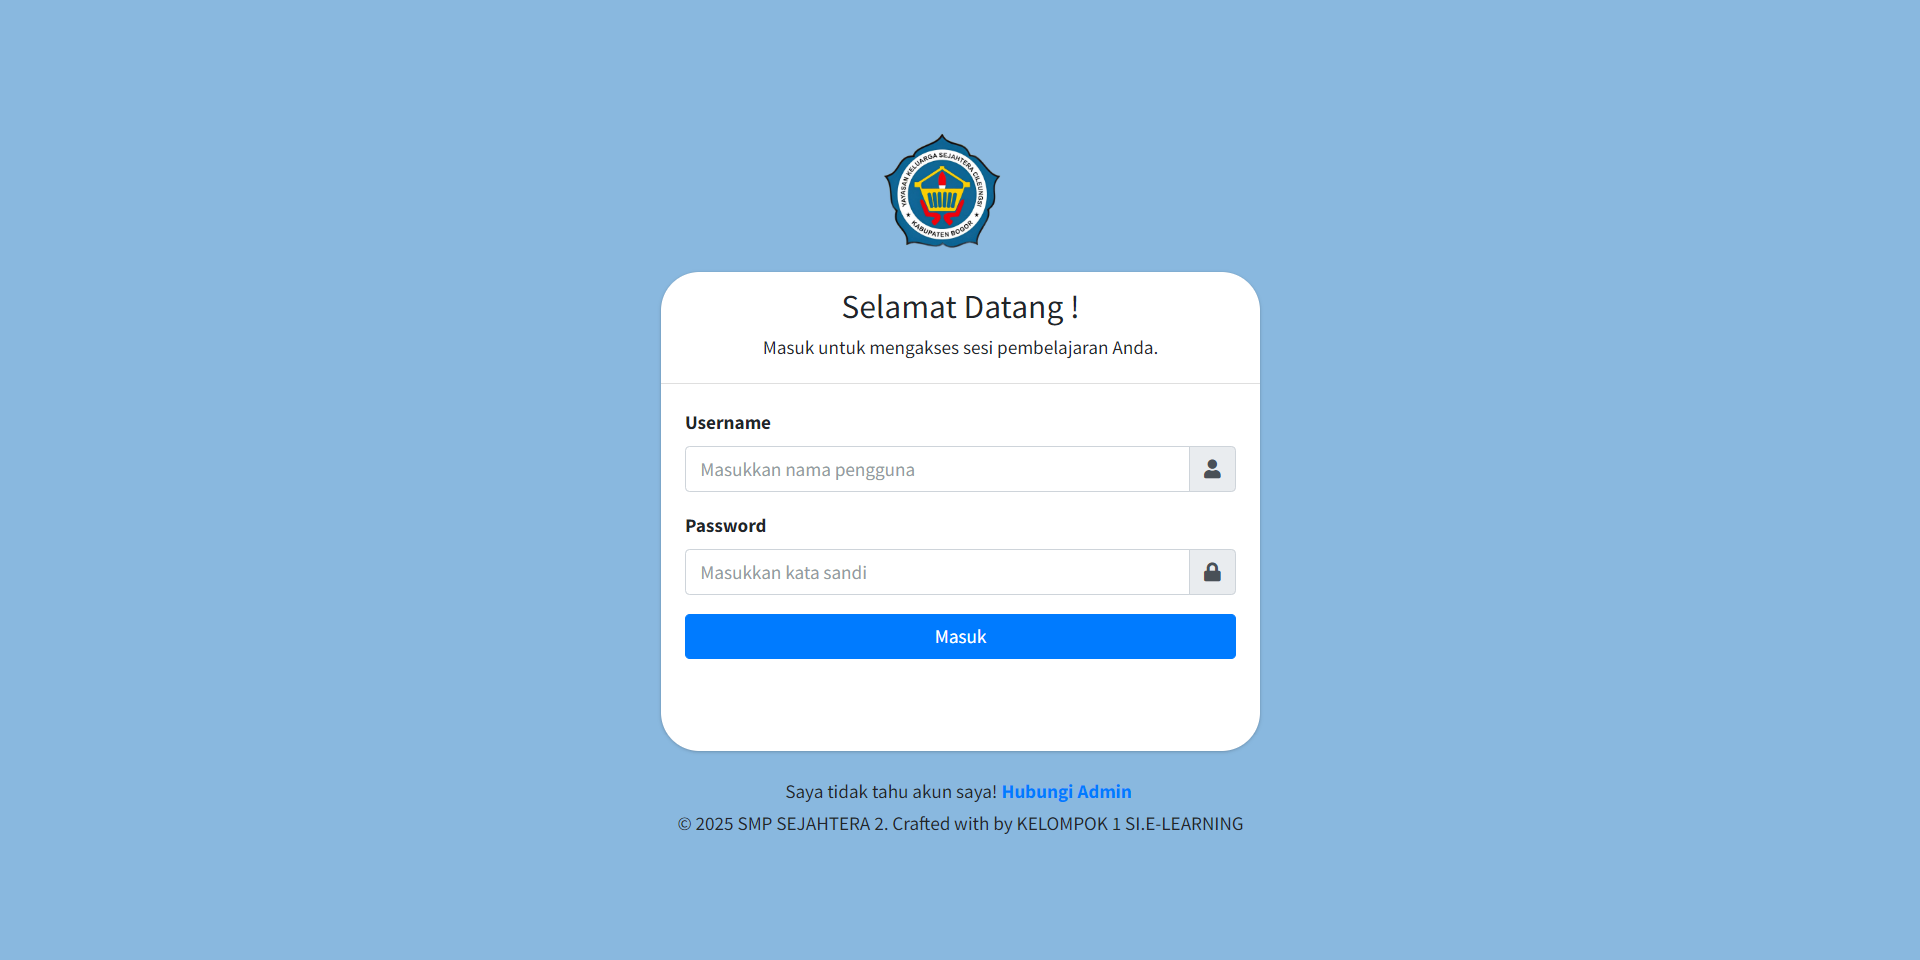 YAYASAN KELUARGA SEJAHTERA CILEUNGSI
KABUPATEN BOGOR
Selamat Datang !
Masuk untuk mengakses sesi pembelajaran Anda.
Username
Masukkan nama pengguna
Password
Masukkan kata sandi
Masuk
Saya tidak tahu akun saya! Hubungi Admin
© 2025 SMP SEJAHTERA 2. Crafted with by KELOMPOK 1 SI.E-LEARNING